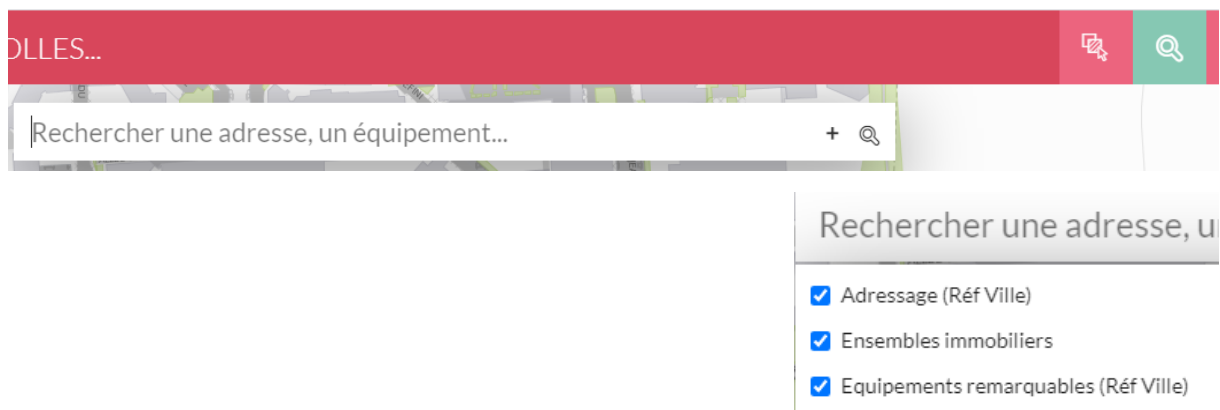 OLLES...
Rechercher une adresse, un équipement...
Rechercher une adresse, u
Adressage (Réf Ville)
Ensembles immobiliers
Equipements remarquables (Réf Ville)